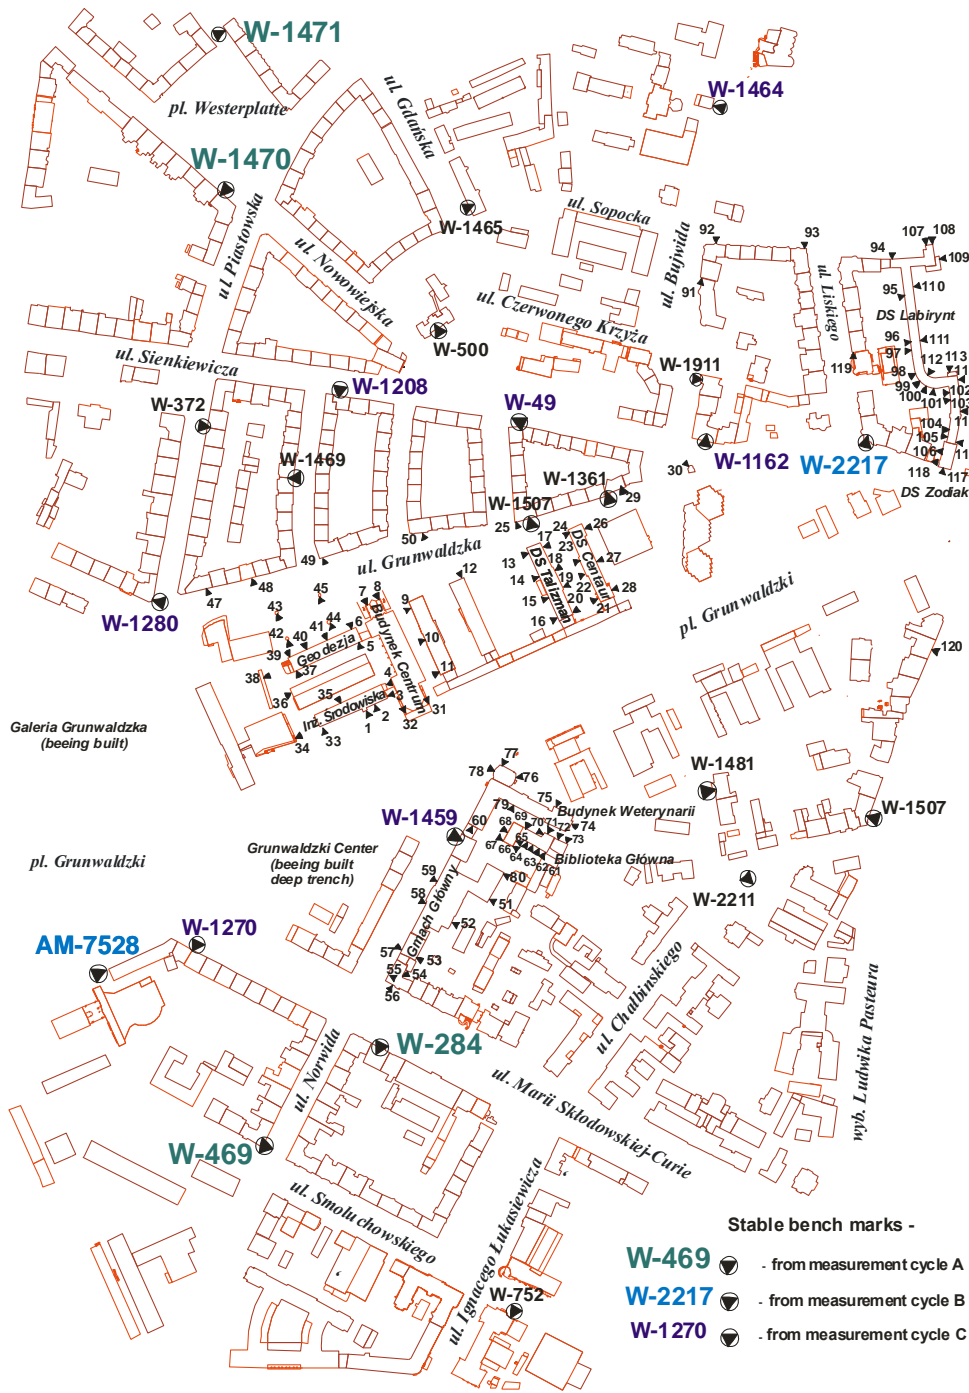 W-1471
W-1464
pl. Westerplatte
ul. Gdańska
W-1470
W-1465
ul. Sopocka
ul. Piastowska
ul. Nowowiejska
ul. Bujwida
92
93
94
107
108
109
ul. Liskiego
91
95
110
DS Labirynt
ul. Czerwonego Krzyża
W-500
ul. Sienkiewicza
96
111
97
112
113
119
98
99
100
101
102
103
11
11
W-1911
W-1208
W-372
W-49
104
105
106
11
W-1162
W-2217
118
117
DS Zodiak
W-1469
W-1361
30
29
W-1507
25
24
26
50
ul. Grunwaldzka
17
23
DS Centaur
27
13
18
DS Talizman
14
19
22
28
15
20
21
16
49
48
47
12
W-1280
45
7
8
9
43
44
6
Budynek Centrum
42
41
40
Geodezja
5
10
39
37
38
11
36
35
Inż. Środowiska
4
3
31
2
1
32
34
33
pl. Grunwaldzki
120
Galeria Grunwaldzka
(beeing built)
77
78
76
W-1481
75
79
Budynek Weterynarii
W-1459
60
68
69
70
71
72
74
73
67
66
65
64
63
62
61
Biblioteka Główna
W-1507
Grunwaldzki Center
(beeing built
deep trench)
pl. Grunwaldzki
59
58
80
51
52
Gmach Główny
W-2211
57
53
55
54
56
W-1270
AM-7528
ul. Chałbińskiego
wyb. Ludwika Pasteura
W-284
ul. Norwida
ul. Marii Skłodowskiej-Curie
W-469
ul. Smoluchowskiego
ul. Ignacego Łukasiewicza
W-752
Stable bench marks -
W-469 - from measurement cycle A
W-2217 - from measurement cycle B
W-1270 - from measurement cycle C